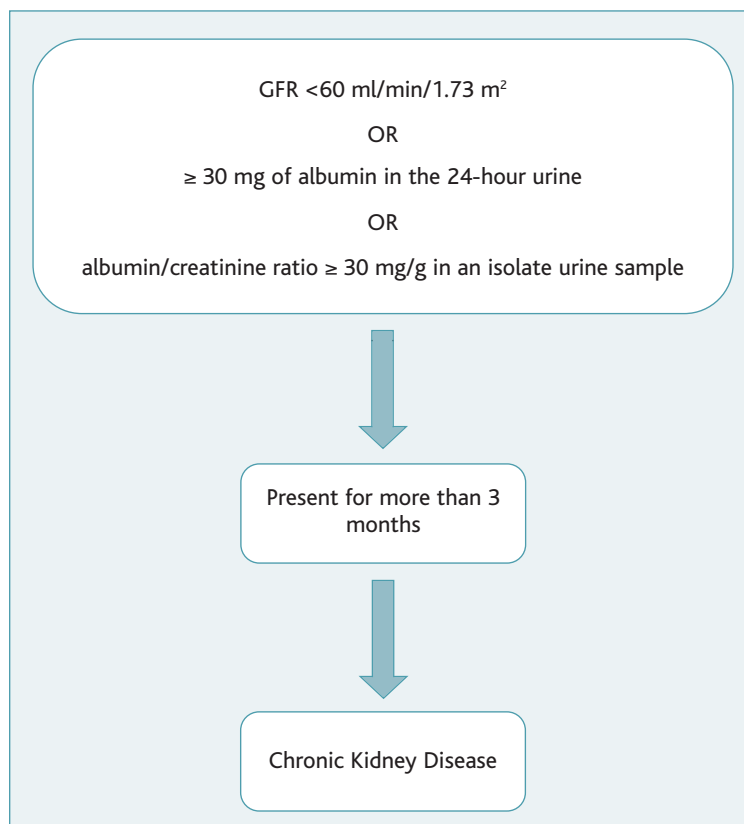 GFR <60 ml/min/1.73 m²
OR
≥ 30 mg of albumin in the 24-hour urine
OR
albumin/creatinine ratio ≥ 30 mg/g in an isolate urine sample
Present for more than 3
months
Chronic Kidney Disease